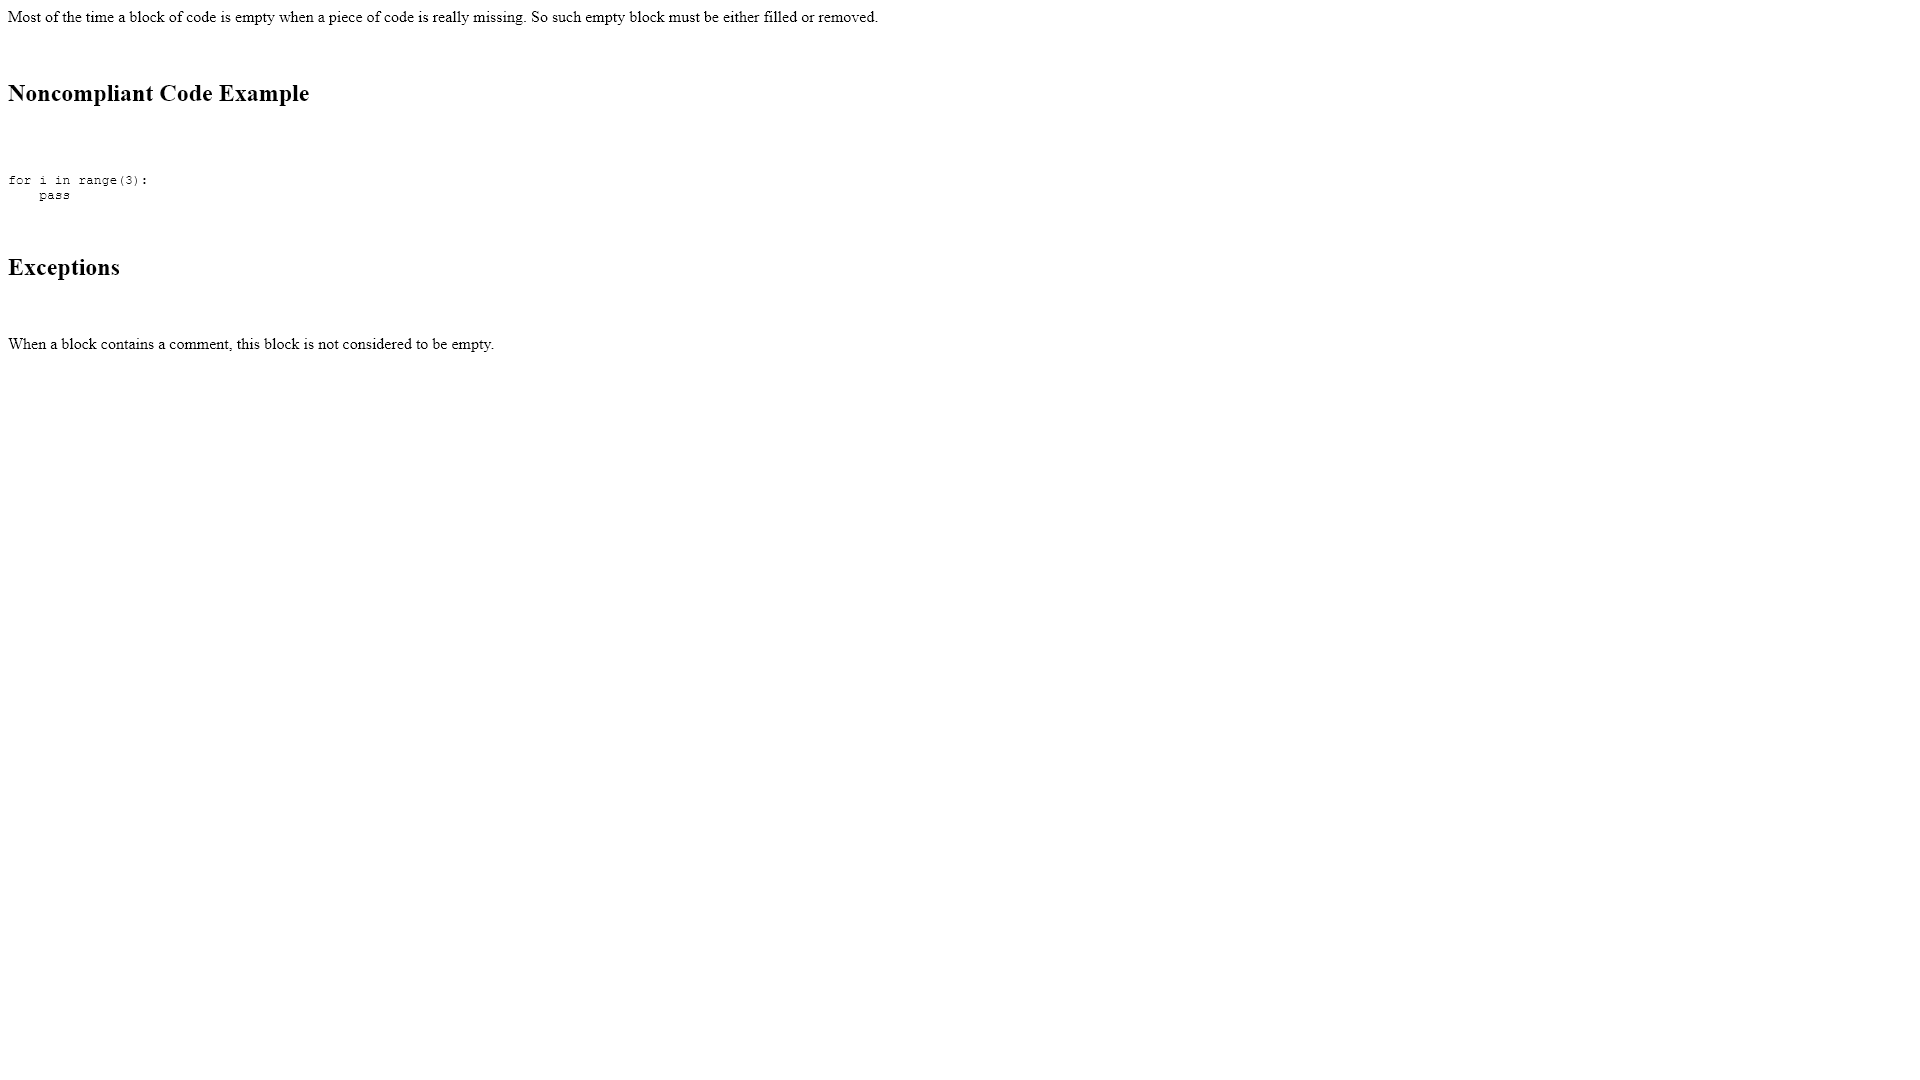 Most of the time a block of code is empty when a piece of code is really missing. So such empty block must be either filled or removed.
Noncompliant Code Example
for i in range(3):
    pass
Exceptions
When a block contains a comment, this block is not considered to be empty.